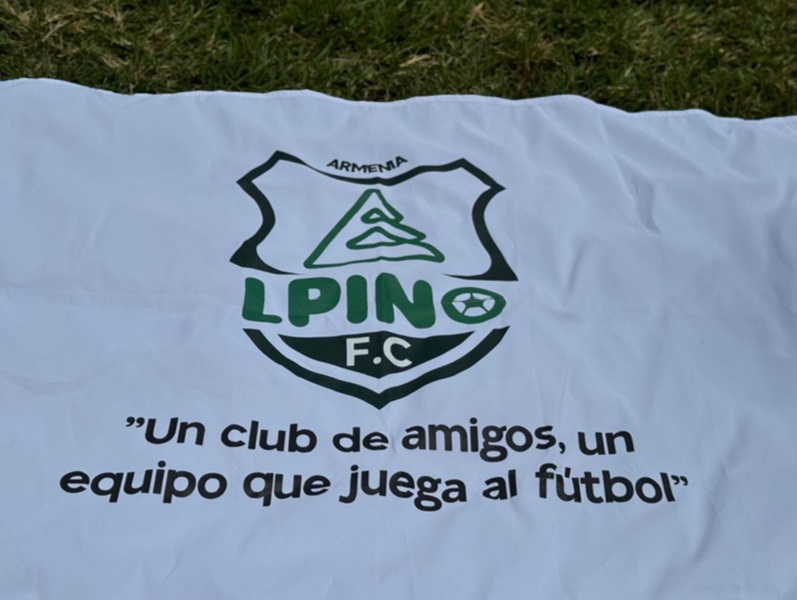 ARMENIA
LPINO
F.C
"Un club de amigos, un
equipo que juega al fútbol"